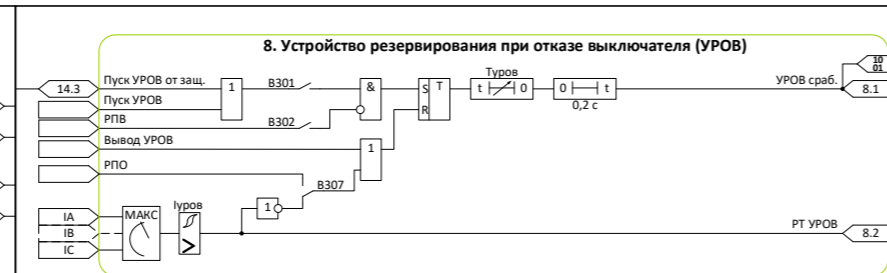 8. Устройство резервирования при отказе выключателя (УРОВ)
10
01
14.3 Пуск УРОВ от защ. 1 В301 & S T Туров t 0 0 t 0,2 с УРОВ сраб. 8.1
Пуск УРОВ
РПВ В302 R
Вывод УРОВ 1
РПО В307
IA МАКС Iуров 1
IB > РТ УРОВ 8.2
IC